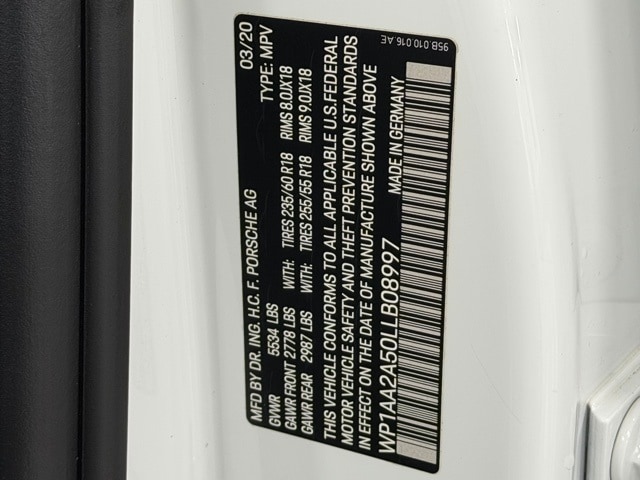 MFD BY DR. ING. H.C. F. PORSCHE AG 03/20
GVWR 5534 LBS TYPE: MPV
GAWR FRONT 2778 LBS WITH: TIRES 235/60 R18 RIMS 8.0JX18
GAWR REAR 2987 LBS WITH: TIRES 255/55 R18 RIMS 9.0JX18
THIS VEHICLE CONFORMS TO ALL APPLICABLE U.S.FEDERAL
MOTOR VEHICLE SAFETY AND THEFT PREVENTION STANDARDS
IN EFFECT ON THE DATE OF MANUFACTURE SHOWN ABOVE
WP1AA2A50LLB08997 MADE IN GERMANY
95B.010.016.AE